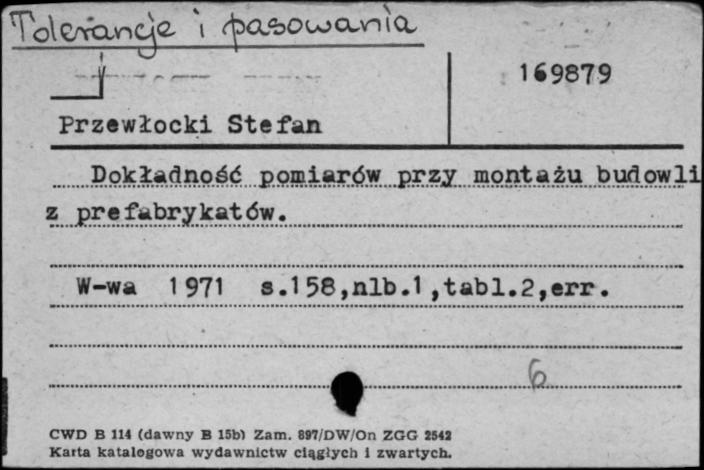 Tolerancje i pasowania
169879
Przewłocki Stefan
Dokładność pomiarów przy montażu budowli
z prefabrykatów.
W-wa 1971 s.158,nlb.1,tabl.2,err.
6
CWD B 114 (dawny B 15b) Zam. 897/DW/On ZGG 2542
Karta katalogowa wydawnictw ciągłych i zwartych.